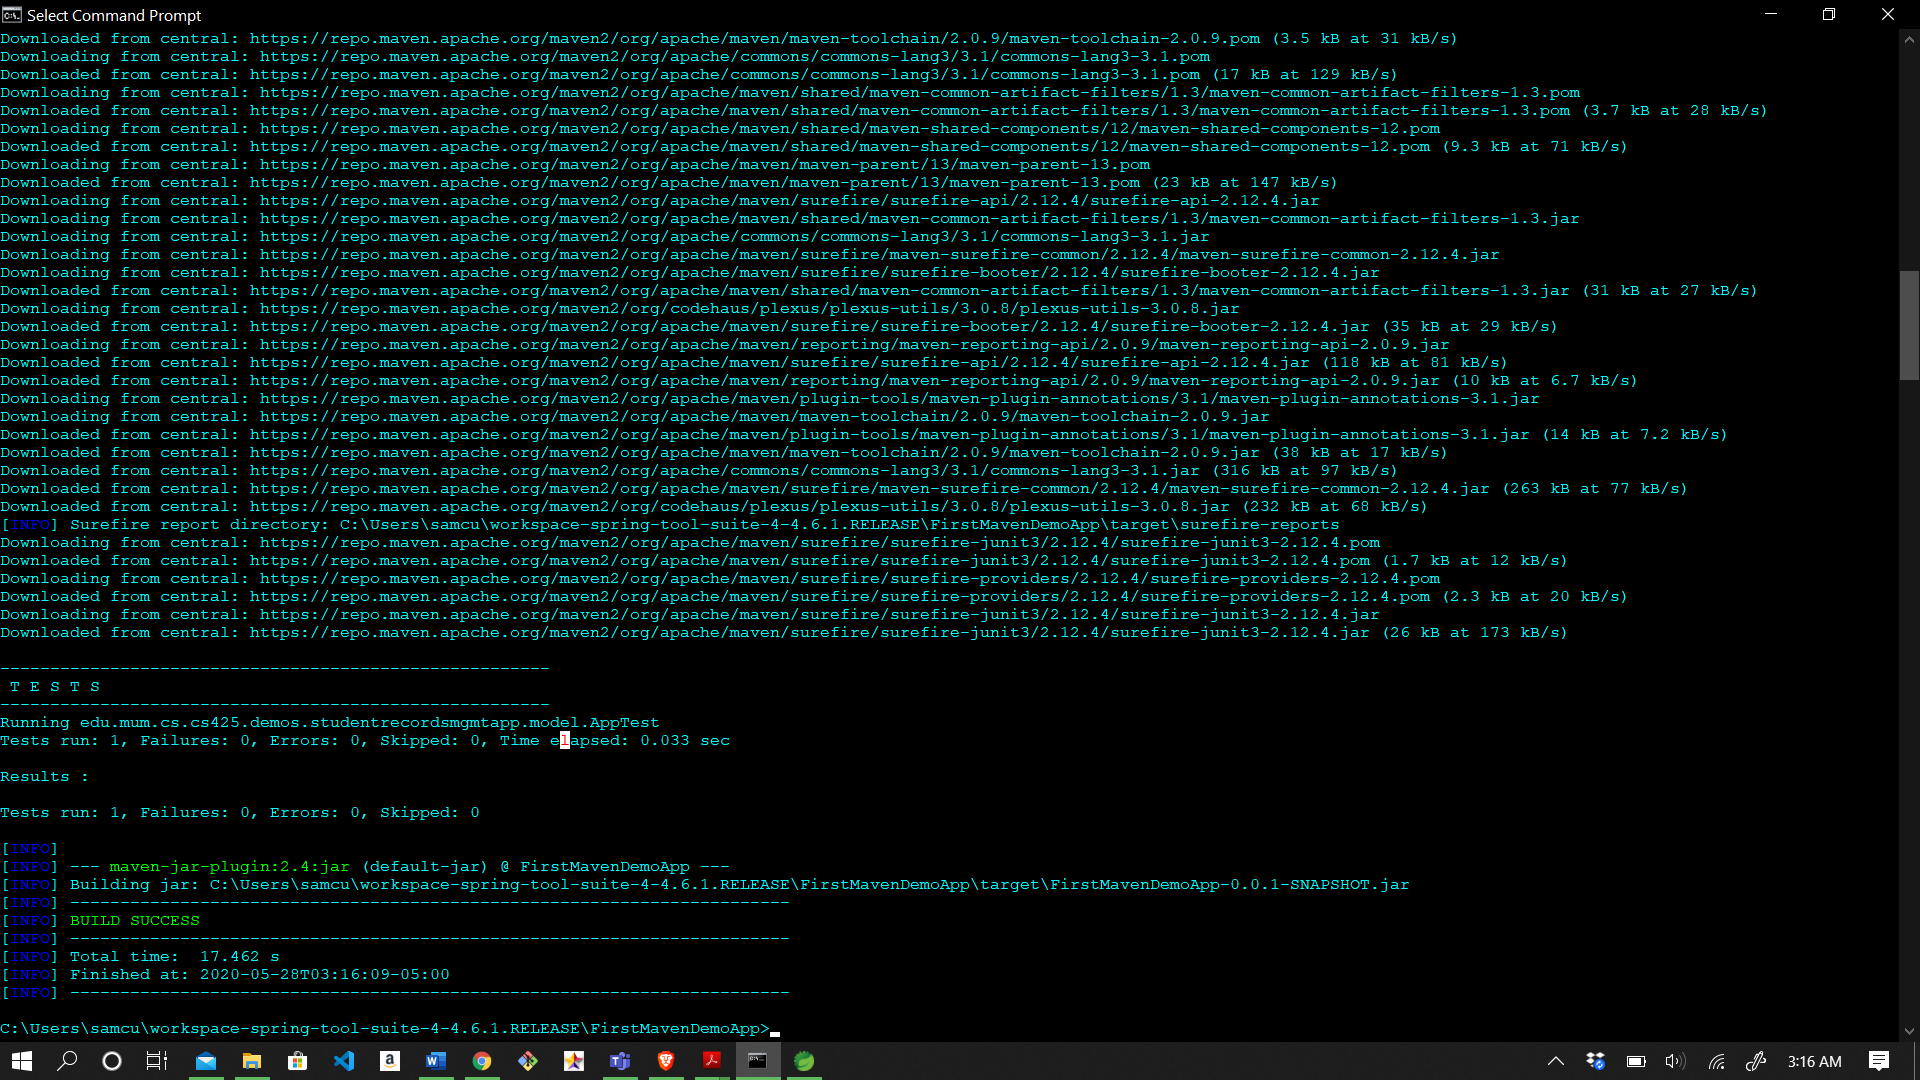 Select Command Prompt
Downloaded from central: https://repo.maven.apache.org/maven2/org/apache/maven/maven-toolchain/2.0.9/maven-toolchain-2.0.9.pom (3.5 kB at 31 kB/s)
Downloading from central: https://repo.maven.apache.org/maven2/org/apache/commons/commons-lang3/3.1/commons-lang3-3.1.pom
Downloaded from central: https://repo.maven.apache.org/maven2/org/apache/commons/commons-lang3/3.1/commons-lang3-3.1.pom (17 kB at 129 kB/s)
Downloading from central: https://repo.maven.apache.org/maven2/org/apache/maven/shared/maven-common-artifact-filters/1.3/maven-common-artifact-filters-1.3.pom
Downloaded from central: https://repo.maven.apache.org/maven2/org/apache/maven/shared/maven-common-artifact-filters/1.3/maven-common-artifact-filters-1.3.pom (3.7 kB at 28 kB/s)
Downloading from central: https://repo.maven.apache.org/maven2/org/apache/maven/shared/maven-shared-components/12/maven-shared-components-12.pom
Downloaded from central: https://repo.maven.apache.org/maven2/org/apache/maven/shared/maven-shared-components/12/maven-shared-components-12.pom (9.3 kB at 71 kB/s)
Downloading from central: https://repo.maven.apache.org/maven2/org/apache/maven/maven-parent/13/maven-parent-13.pom
Downloaded from central: https://repo.maven.apache.org/maven2/org/apache/maven/maven-parent/13/maven-parent-13.pom (23 kB at 147 kB/s)
Downloading from central: https://repo.maven.apache.org/maven2/org/apache/maven/surefire/surefire-api/2.12.4/surefire-api-2.12.4.jar
Downloading from central: https://repo.maven.apache.org/maven2/org/apache/maven/shared/maven-common-artifact-filters/1.3/maven-common-artifact-filters-1.3.jar
Downloading from central: https://repo.maven.apache.org/maven2/org/apache/commons/commons-lang3/3.1/commons-lang3-3.1.jar
Downloading from central: https://repo.maven.apache.org/maven2/org/apache/maven/surefire/maven-surefire-common/2.12.4/maven-surefire-common-2.12.4.jar
Downloading from central: https://repo.maven.apache.org/maven2/org/apache/maven/surefire/surefire-booter/2.12.4/surefire-booter-2.12.4.jar
Downloaded from central: https://repo.maven.apache.org/maven2/org/apache/maven/shared/maven-common-artifact-filters/1.3/maven-common-artifact-filters-1.3.jar (31 kB at 27 kB/s)
Downloading from central: https://repo.maven.apache.org/maven2/org/codehaus/plexus/plexus-utils/3.0.8/plexus-utils-3.0.8.jar
Downloaded from central: https://repo.maven.apache.org/maven2/org/apache/maven/surefire/surefire-booter/2.12.4/surefire-booter-2.12.4.jar (35 kB at 29 kB/s)
Downloading from central: https://repo.maven.apache.org/maven2/org/apache/maven/reporting/maven-reporting-api/2.0.9/maven-reporting-api-2.0.9.jar
Downloaded from central: https://repo.maven.apache.org/maven2/org/apache/maven/surefire/surefire-api/2.12.4/surefire-api-2.12.4.jar (118 kB at 81 kB/s)
Downloaded from central: https://repo.maven.apache.org/maven2/org/apache/maven/reporting/maven-reporting-api/2.0.9/maven-reporting-api-2.0.9.jar (10 kB at 6.7 kB/s)
Downloading from central: https://repo.maven.apache.org/maven2/org/apache/maven/plugin-tools/maven-plugin-annotations/3.1/maven-plugin-annotations-3.1.jar
Downloading from central: https://repo.maven.apache.org/maven2/org/apache/maven/maven-toolchain/2.0.9/maven-toolchain-2.0.9.jar
Downloaded from central: https://repo.maven.apache.org/maven2/org/apache/maven/plugin-tools/maven-plugin-annotations/3.1/maven-plugin-annotations-3.1.jar (14 kB at 7.2 kB/s)
Downloaded from central: https://repo.maven.apache.org/maven2/org/apache/maven/maven-toolchain/2.0.9/maven-toolchain-2.0.9.jar (38 kB at 17 kB/s)
Downloaded from central: https://repo.maven.apache.org/maven2/org/apache/commons/commons-lang3/3.1/commons-lang3-3.1.jar (316 kB at 97 kB/s)
Downloaded from central: https://repo.maven.apache.org/maven2/org/apache/maven/surefire/maven-surefire-common/2.12.4/maven-surefire-common-2.12.4.jar (263 kB at 77 kB/s)
Downloaded from central: https://repo.maven.apache.org/maven2/org/codehaus/plexus/plexus-utils/3.0.8/plexus-utils-3.0.8.jar (232 kB at 68 kB/s)
[INFO] Surefire report directory: C:\Users\samcu\workspace-spring-tool-suite-4-4.6.1.RELEASE\FirstMavenDemoApp\target\surefire-reports
Downloading from central: https://repo.maven.apache.org/maven2/org/apache/maven/surefire/surefire-junit3/2.12.4/surefire-junit3-2.12.4.pom
Downloaded from central: https://repo.maven.apache.org/maven2/org/apache/maven/surefire/surefire-junit3/2.12.4/surefire-junit3-2.12.4.pom (1.7 kB at 12 kB/s)
Downloading from central: https://repo.maven.apache.org/maven2/org/apache/maven/surefire/surefire-providers/2.12.4/surefire-providers-2.12.4.pom
Downloaded from central: https://repo.maven.apache.org/maven2/org/apache/maven/surefire/surefire-providers/2.12.4/surefire-providers-2.12.4.pom (2.3 kB at 20 kB/s)
Downloading from central: https://repo.maven.apache.org/maven2/org/apache/maven/surefire/surefire-junit3/2.12.4/surefire-junit3-2.12.4.jar
Downloaded from central: https://repo.maven.apache.org/maven2/org/apache/maven/surefire/surefire-junit3/2.12.4/surefire-junit3-2.12.4.jar (26 kB at 173 kB/s)
-------------------------------------------------------
T E S T S
-------------------------------------------------------
Running edu.mum.cs.cs425.demos.studentrecordsmgmtapp.model.AppTest
Tests run: 1, Failures: 0, Errors: 0, Skipped: 0, Time elapsed: 0.033 sec
Results :
Tests run: 1, Failures: 0, Errors: 0, Skipped: 0
[INFO]
[INFO] --- maven-jar-plugin:2.4:jar (default-jar) @ FirstMavenDemoApp ---
[INFO] Building jar: C:\Users\samcu\workspace-spring-tool-suite-4-4.6.1.RELEASE\FirstMavenDemoApp\target\FirstMavenDemoApp-0.0.1-SNAPSHOT.jar
[INFO] ------------------------------------------------------------------------
[INFO] BUILD SUCCESS
[INFO] ------------------------------------------------------------------------
[INFO] Total time:  17.462 s
[INFO] Finished at: 2020-05-28T03:16:09-05:00
[INFO] ------------------------------------------------------------------------
C:\Users\samcu\workspace-spring-tool-suite-4-4.6.1.RELEASE\FirstMavenDemoApp>
3:16 AM